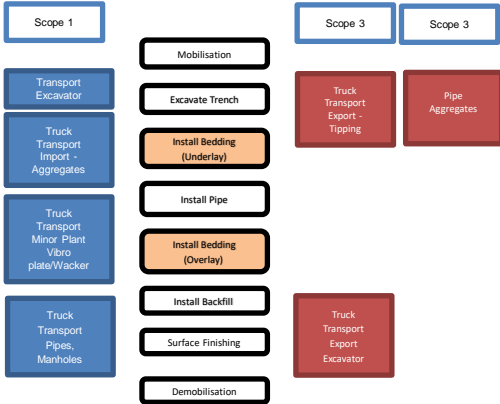 Scope 1
Transport
Excavator
Truck
Transport
Import -
Aggregates
Truck
Transport
Minor Plant
Vibro
plate/Wacker
Truck
Transport
Pipes,
Manholes
Mobilisation
Excavate Trench
Install Bedding
(Underlay)
Install Pipe
Install Bedding
(Overlay)
Install Backfill
Surface Finishing
Demobilisation
Scope 3
Truck
Transport
Export -
Tipping
Truck
Transport
Export
Excavator
Scope 3
Pipe
Aggregates